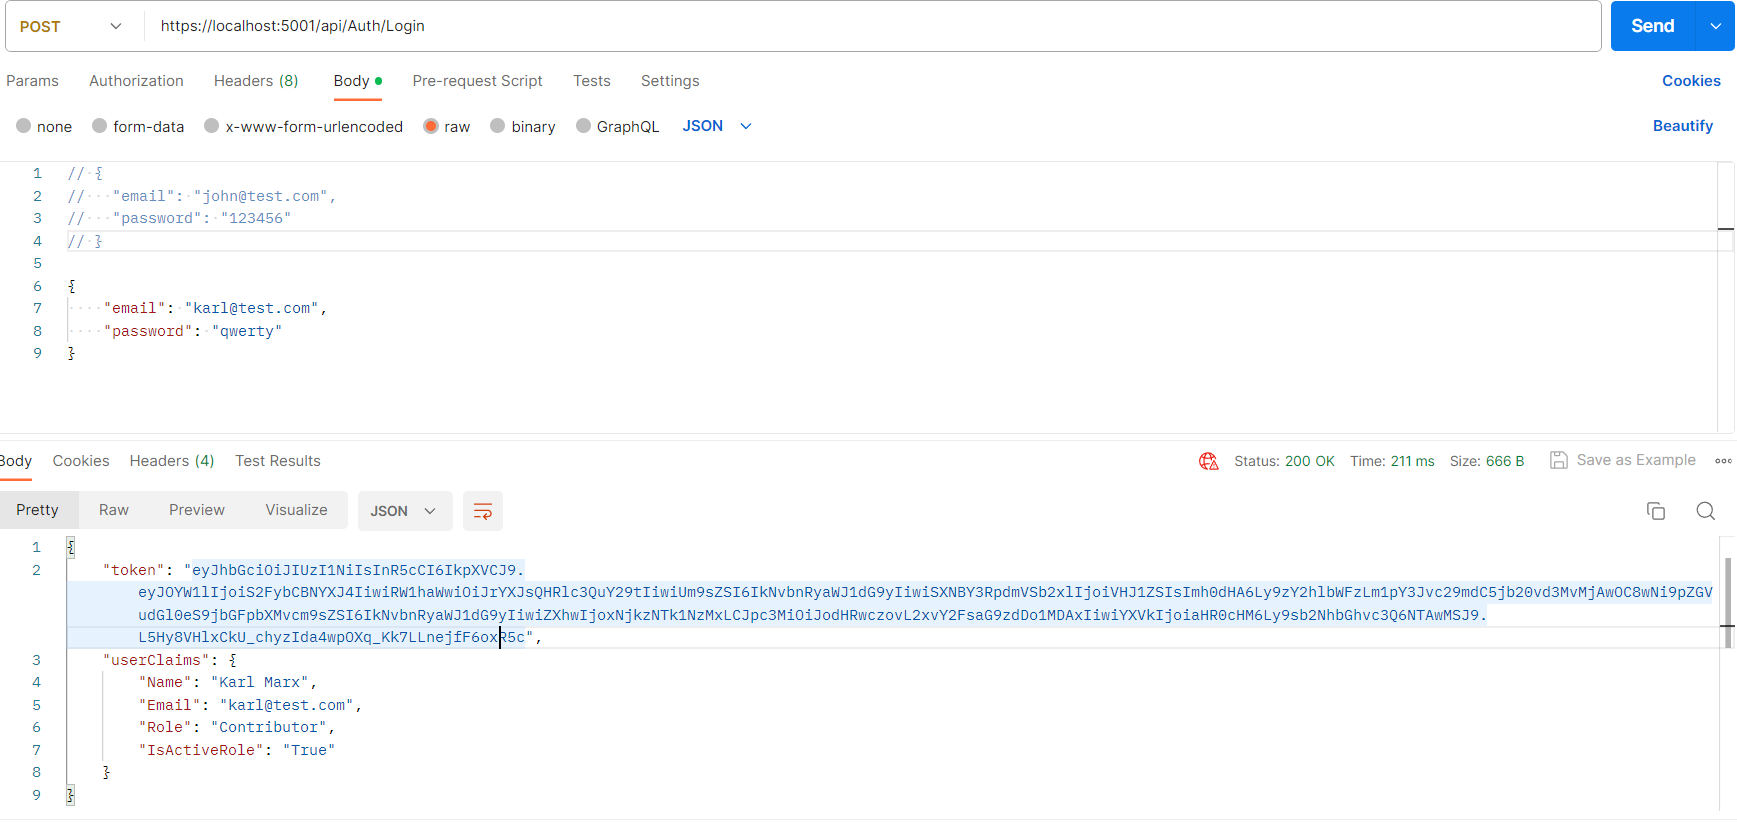 POST https://localhost:5001/api/Auth/Login Send
Params Authorization Headers (8) Body Pre-request Script Tests Settings Cookies
none form-data x-www-form-urlencoded raw binary GraphQL JSON Beautify
1 // {
2 // "email": "john@test.com",
3 // "password": "123456"
4 // }
5
6 {
7 "email": "karl@test.com",
8 "password": "qwerty"
9 }
Body Cookies Headers (4) Test Results Status: 200 OK Time: 211 ms Size: 666 B Save as Example
Pretty Raw Preview Visualize JSON
1 {
2 "token": "eyJhbGciOiJIUzI1NiIsInR5cCI6IkpXVCJ9.
eyJOYW1lIjoiS2FybCBNYXJ4IiwiRW1haWwiOiJrYXJsQHRlc3QuY29tIiwiUm9sZSI6IkNvbnRyaWJ1dG9yIiwiSXNBY3RpdmVSb2xlIjoiVHJ1ZSIsImh0dHA6Ly9zY2hlbWFzLm1pY3Jvc29mdC5jb20vd3MvMjAwOC8wNi9pZGV
udGl0eS9jbGFpbXMvcm9sZSI6IkNvbnRyaWJ1dG9yIiwiZXhwIjoxNjkzNTk1NzMxLCJpc3MiOiJodHRwczovL2xvY2FsaG9zdDo1MDAxIiwiYXVkIjoiaHR0cHM6Ly9sb2NhbGhvc3Q6NTAwMSJ9.
L5Hy8VHlxCkU_chyzIda4wpOXq_Kk7LLnejfF6oxR5c",
3 "userClaims": {
4 "Name": "Karl Marx",
5 "Email": "karl@test.com",
6 "Role": "Contributor",
7 "IsActiveRole": "True"
8 }
9 }